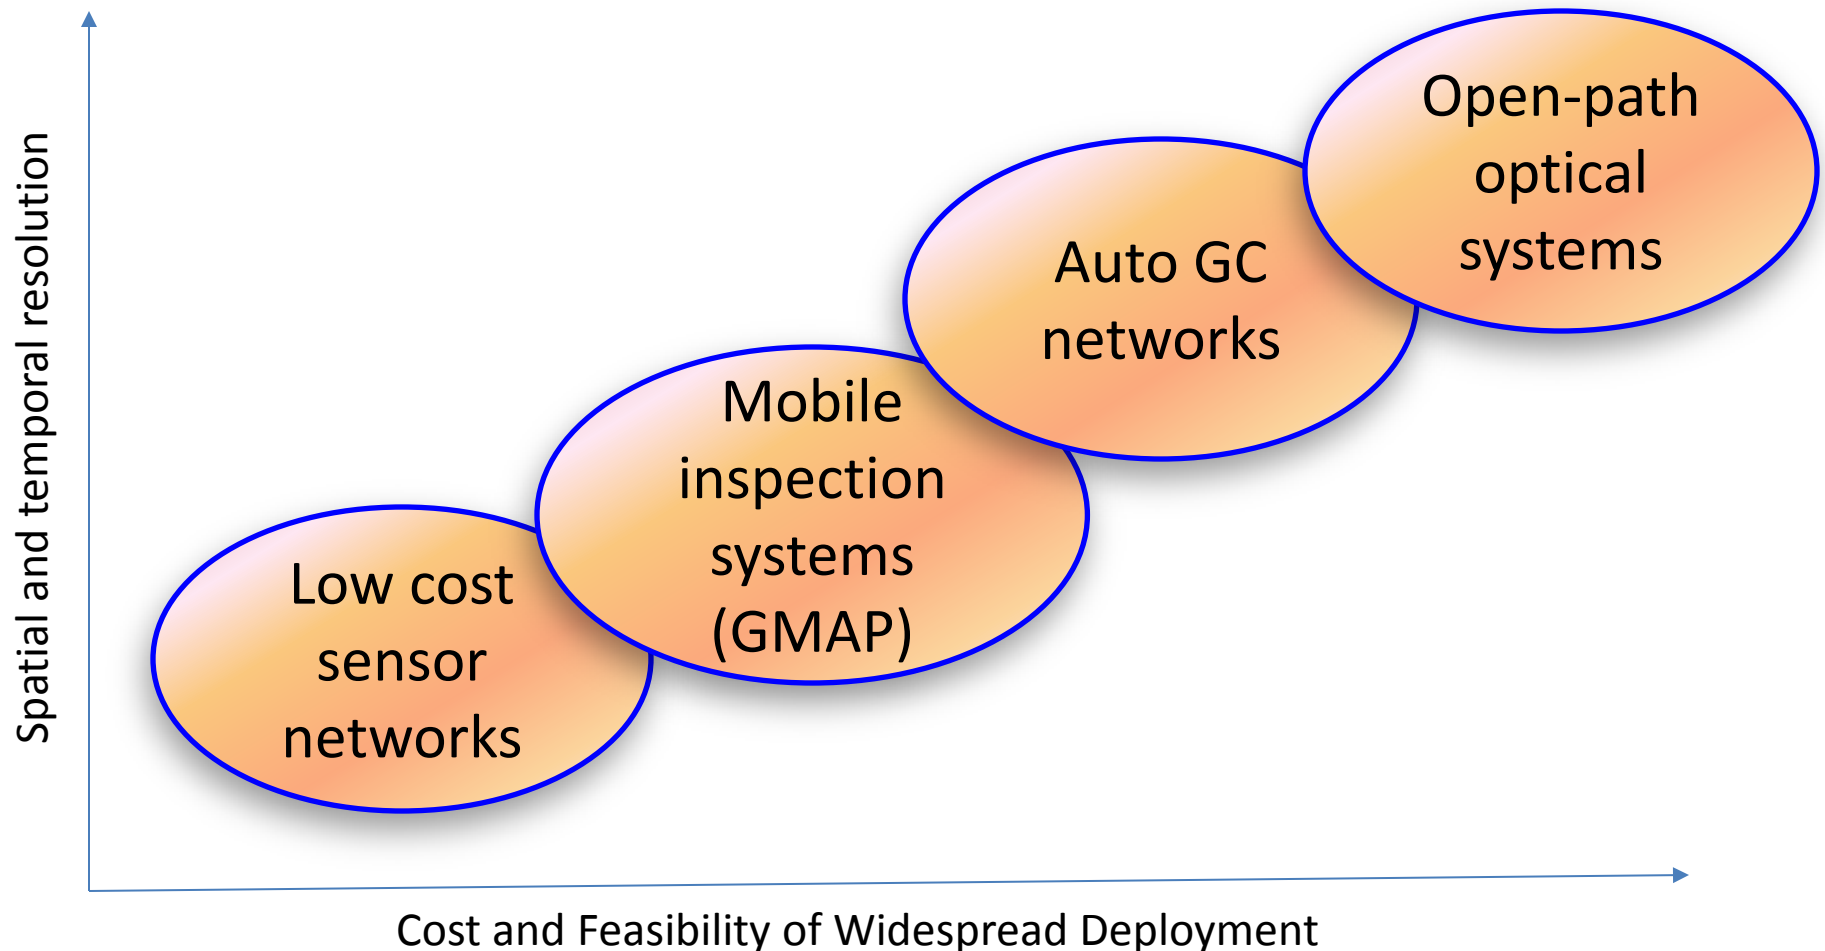 Spatial and temporal resolution
Open-path
optical
systems
Auto GC
networks
Mobile
inspection
systems
(GMAP)
Low cost
sensor
networks
Cost and Feasibility of Widespread Deployment